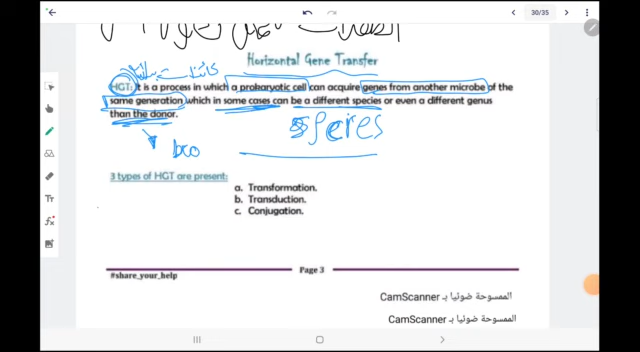 30/35
Horizontal Gene Transfer
HGT: It is a process in which a prokaryotic cell can acquire genes from another microbe of the
same generation which in some cases can be a different species or even a different genus
than the donor.
species
3 types of HGT are present:
a. Transformation.
b. Transduction.
c. Conjugation.
Page 3
#share_your_help
الممسوحة ضوئيا بـ CamScanner
الممسوحة ضوئيا بـ CamScanner